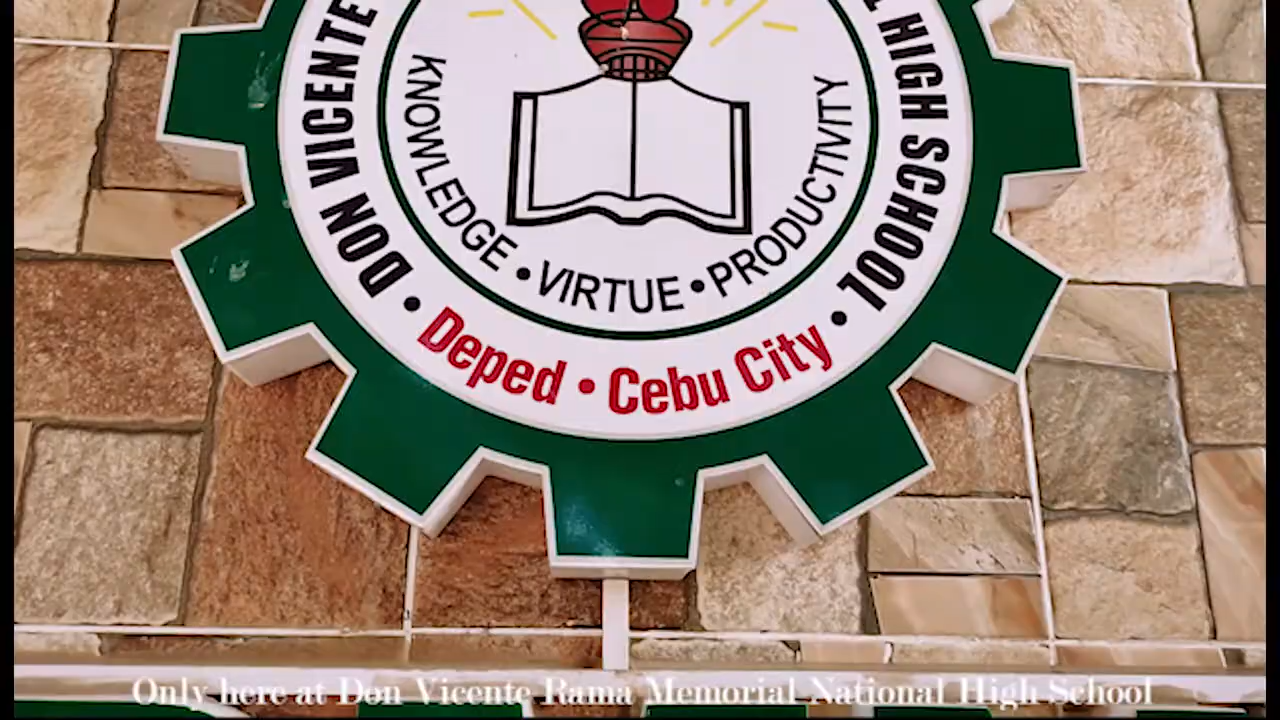 DON VICENTE
HIGH SCHOOL
KNOWLEDGE • VIRTUE • PRODUCTIVITY
• Deped • Cebu City •
Only here at Don Vicente Rama Memorial National High School